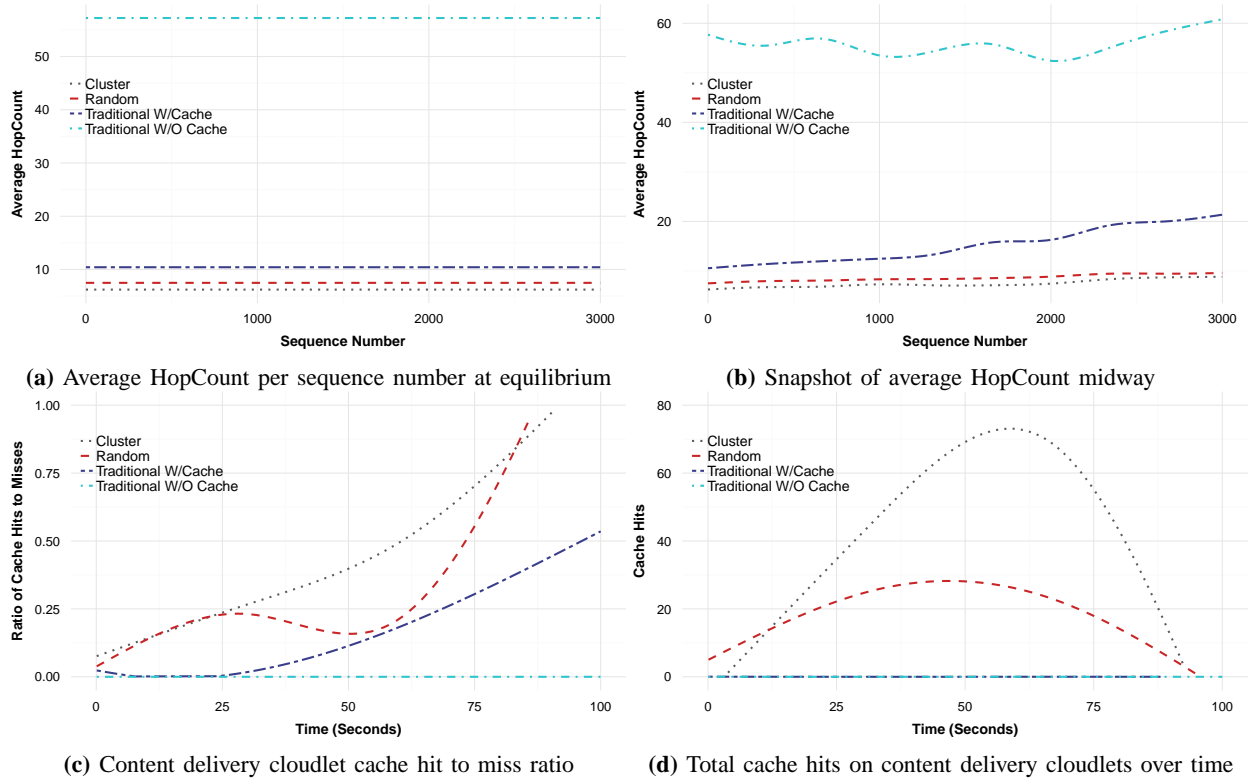 50
40
30
20
10
Average HopCount
Cluster
Random
Traditional W/Cache
Traditional W/O Cache
0 1000 2000 3000
Sequence Number
(a) Average HopCount per sequence number at equilibrium
60
40
20
Average HopCount
Cluster
Random
Traditional W/Cache
Traditional W/O Cache
0 1000 2000 3000
Sequence Number
(b) Snapshot of average HopCount midway
1.00
0.75
0.50
0.25
0.00
Ratio of Cache Hits to Misses
Cluster
Random
Traditional W/Cache
Traditional W/O Cache
0 25 50 75 100
Time (Seconds)
(c) Content delivery cloudlet cache hit to miss ratio
80
60
40
20
0
Cache Hits
Cluster
Random
Traditional W/Cache
Traditional W/O Cache
0 25 50 75 100
Time (Seconds)
(d) Total cache hits on content delivery cloudlets over time